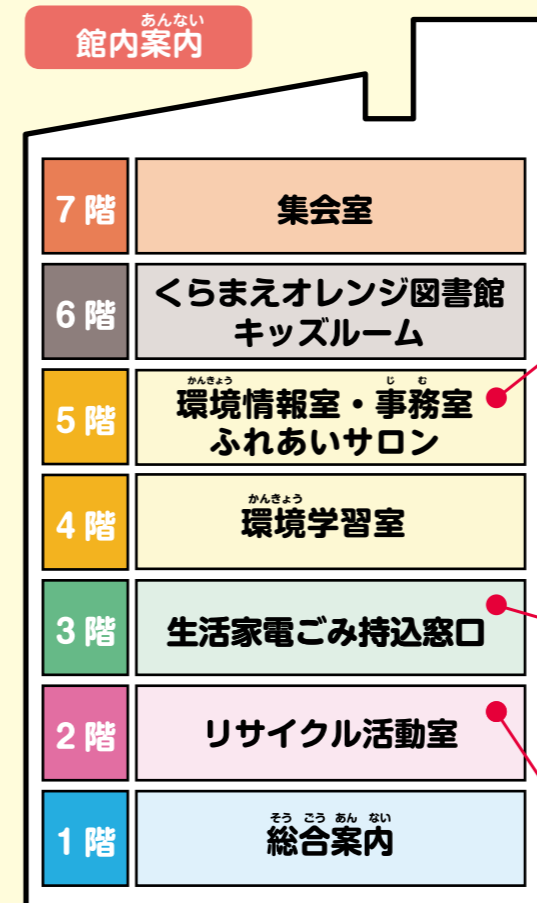 あんない
館内案内
7階
集会室
6階
くらまえオレンジ図書館
キッズルーム
5階
かんきょう じ む
環境情報室・事務室
ふれあいサロン
4階
かんきょう
環境学習室
3階
生活家電ごみ持込窓口
2階
リサイクル活動室
1階
そう ごう あん ない
総合案内